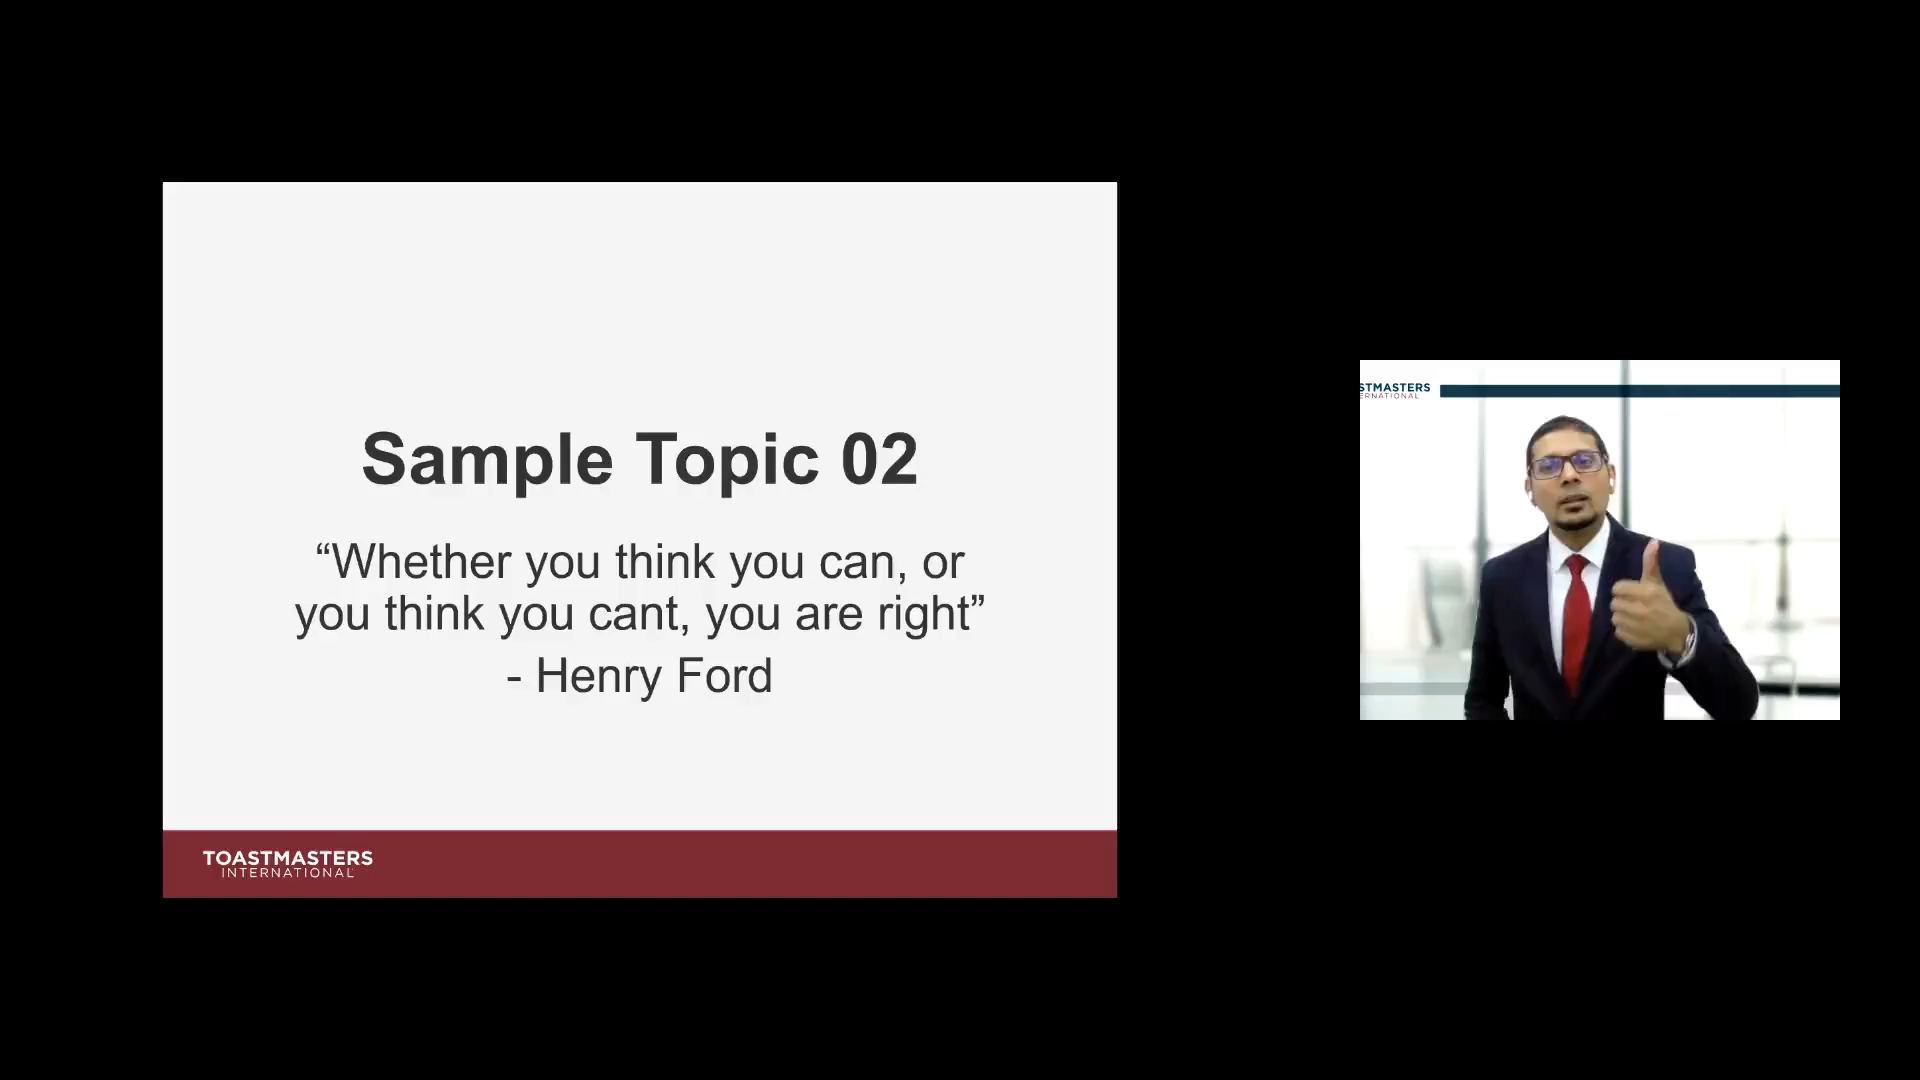 Sample Topic 02
“Whether you think you can, or
you think you cant, you are right”
- Henry Ford
TOASTMASTERS
INTERNATIONAL
STMASTERS
ERNATIONAL